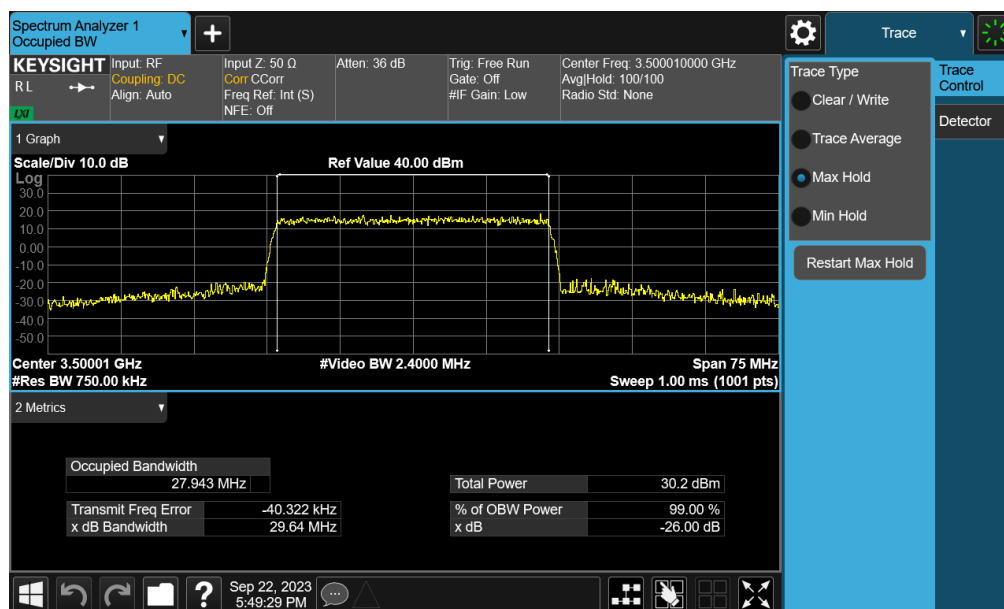 Spectrum Analyzer 1
Occupied BW
Trace
KEYSIGHT
R L
LXI
Input: RF
Coupling: DC
Align: Auto
Input Z: 50 Ω
Corr CCorr
Freq Ref: Int (S)
NFE: Off
Atten: 36 dB
Trig: Free Run
Gate: Off
#IF Gain: Low
Center Freq: 3.500010000 GHz
Avg|Hold: 100/100
Radio Std: None
Trace Type
Clear / Write
Trace Average
Max Hold
Min Hold
Restart Max Hold
Trace
Control
Detector
1 Graph
Scale/Div 10.0 dB
Ref Value 40.00 dBm
Log
30.0
20.0
10.0
0.00
-10.0
-20.0
-30.0
-40.0
-50.0
Center 3.50001 GHz
#Video BW 2.4000 MHz
Span 75 MHz
#Res BW 750.00 kHz
Sweep 1.00 ms (1001 pts)
2 Metrics
Occupied Bandwidth
27.943 MHz
Total Power 30.2 dBm
Transmit Freq Error -40.322 kHz
% of OBW Power 99.00 %
x dB Bandwidth 29.64 MHz
x dB -26.00 dB
Sep 22, 2023
5:49:29 PM